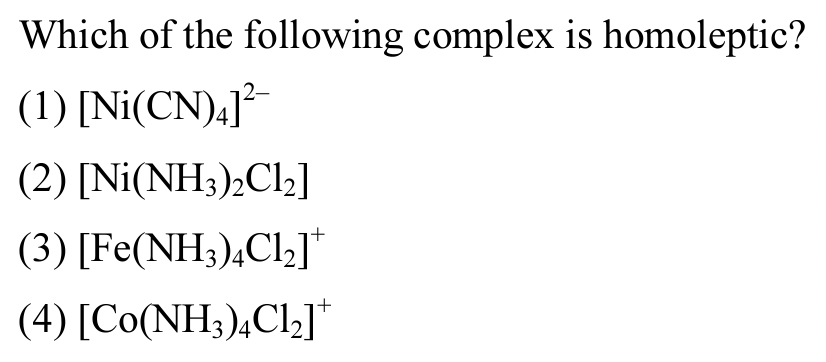 Which of the following complex is homoleptic?
(1) [Ni(CN)₄]²⁻
(2) [Ni(NH₃)₂Cl₂]
(3) [Fe(NH₃)₄Cl₂]⁺
(4) [Co(NH₃)₄Cl₂]⁺